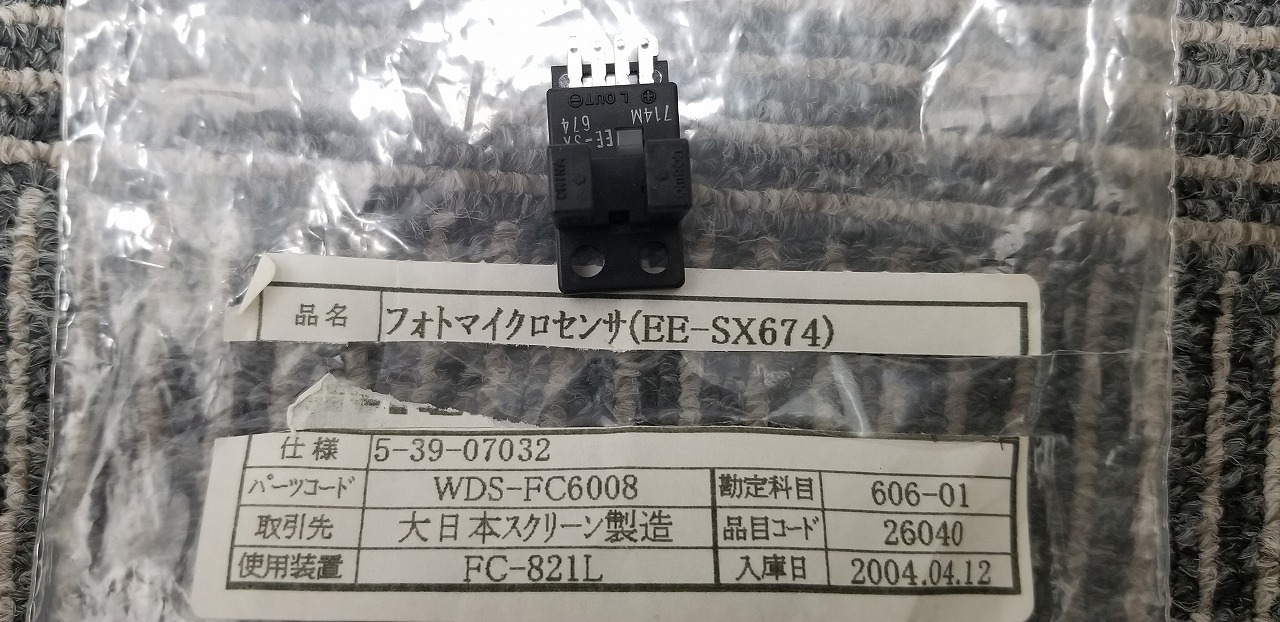 ⊖ OUT L ⊕
714M
EE-SX
674
OMRON
品名 フォトマイクロセンサ(EE-SX674)
仕様 5-39-07032
パーツコード WDS-FC6008 勘定科目 606-01
取引先 大日本スクリーン製造 品目コード 26040
使用装置 FC-821L 入庫日 2004.04.12